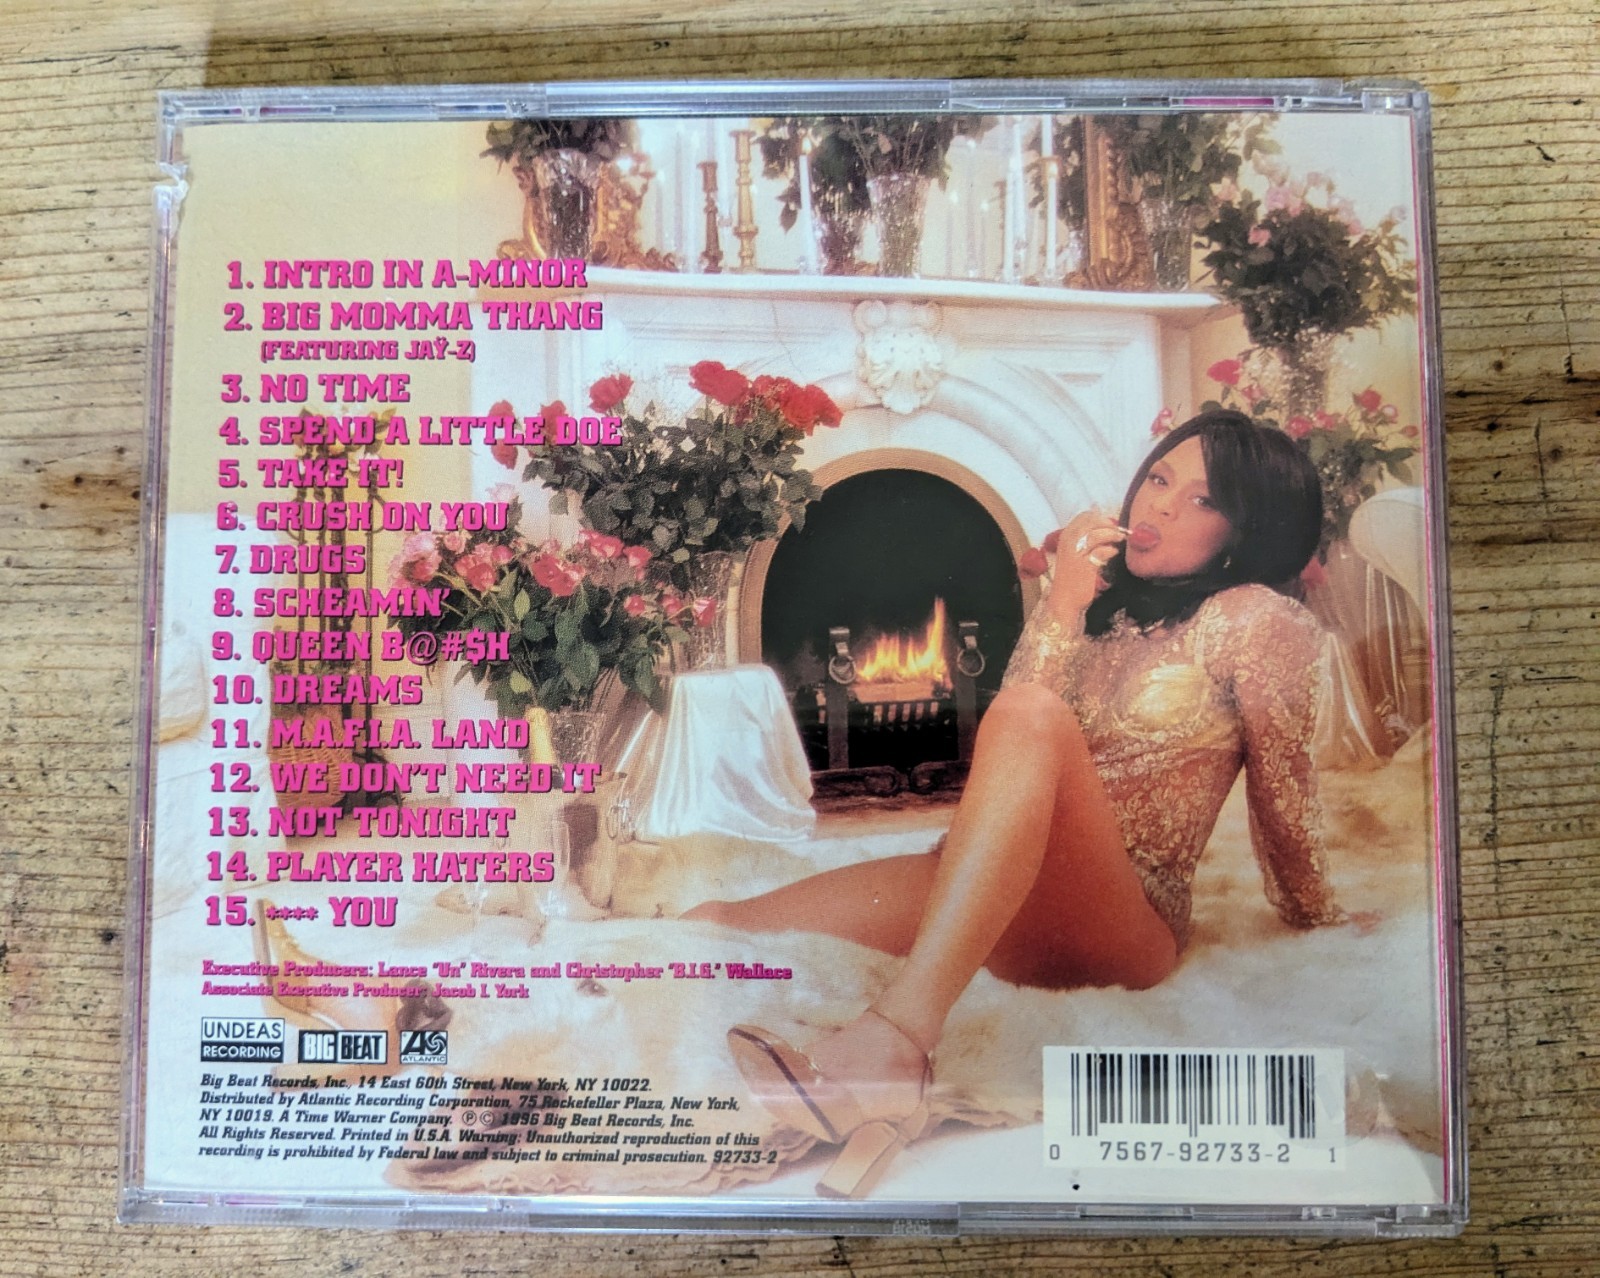 1. INTRO IN A-MINOR
2. BIG MOMMA THANG
(FEATURING JAŸ-Z)
3. NO TIME
4. SPEND A LITTLE DOE
5. TAKE IT!
6. CRUSH ON YOU
7. DRUGS
8. SCHEAMIN'
9. QUEEN B@#$H
10. DREAMS
11. M.A.F.I.A. LAND
12. WE DON'T NEED IT
13. NOT TONIGHT
14. PLAYER HATERS
15. **** YOU
Executive Producers: Lance "Un" Rivera and Christopher "B.I.G." Wallace
Associate Executive Producer: Jacob I. York
UNDEAS
RECORDING
BIG BEAT
ATLANTIC
Big Beat Records, Inc., 14 East 60th Street, New York, NY 10022.
Distributed by Atlantic Recording Corporation, 75 Rockefeller Plaza, New York,
NY 10019. A Time Warner Company. ℗© 1996 Big Beat Records, Inc.
All Rights Reserved. Printed in U.S.A. Warning: Unauthorized reproduction of this
recording is prohibited by Federal law and subject to criminal prosecution. 92733-2
0 7567-92733-2 1